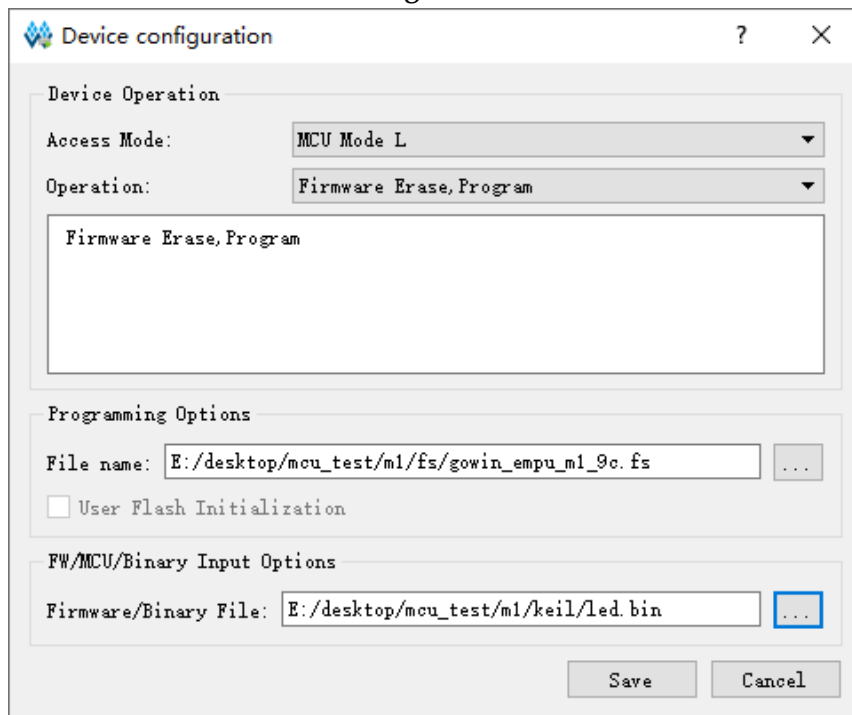 Device configuration ? ×
Device Operation
Access Mode: MCU Mode L
Operation: Firmware Erase,Program
Firmware Erase,Program
Programming Options
File name: E:/desktop/mcu_test/m1/fs/gowin_empu_m1_9c.fs ...
User Flash Initialization
FW/MCU/Binary Input Options
Firmware/Binary File: E:/desktop/mcu_test/m1/keil/led.bin ...
Save Cancel